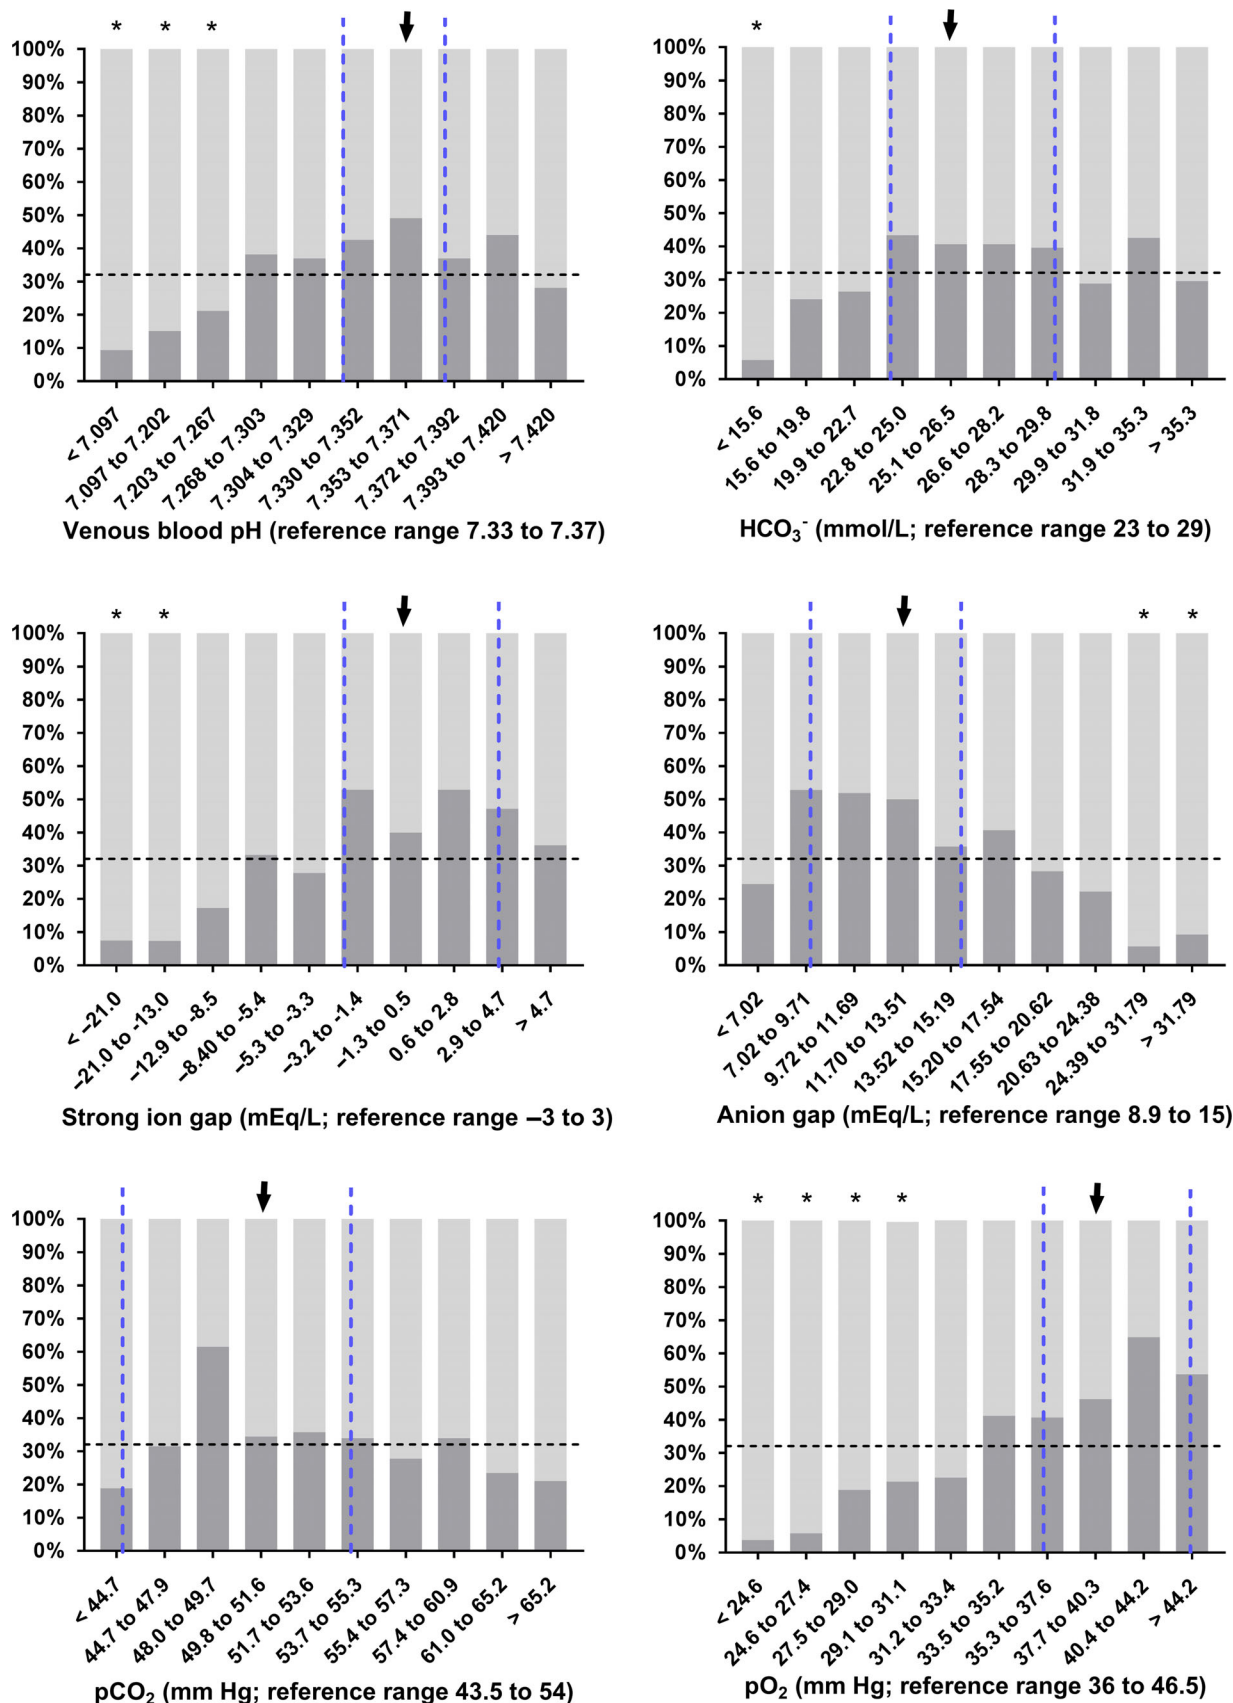 * * *
100%
90%
80%
70%
60%
50%
40%
30%
20%
10%
0%
< 7.097
7.097 to 7.202
7.203 to 7.267
7.268 to 7.303
7.304 to 7.329
7.330 to 7.352
7.353 to 7.371
7.372 to 7.392
7.393 to 7.420
> 7.420
Venous blood pH (reference range 7.33 to 7.37)
*
100%
90%
80%
70%
60%
50%
40%
30%
20%
10%
0%
< 15.6
15.6 to 19.8
19.9 to 22.7
22.8 to 25.0
25.1 to 26.5
26.6 to 28.2
28.3 to 29.8
29.9 to 31.8
31.9 to 35.3
> 35.3
HCO₃⁻ (mmol/L; reference range 23 to 29)
* *
100%
90%
80%
70%
60%
50%
40%
30%
20%
10%
0%
< −21.0
−21.0 to -13.0
−12.9 to −8.5
−8.40 to −5.4
−5.3 to −3.3
−3.2 to −1.4
−1.3 to 0.5
0.6 to 2.8
2.9 to 4.7
> 4.7
Strong ion gap (mEq/L; reference range −3 to 3)
* *
100%
90%
80%
70%
60%
50%
40%
30%
20%
10%
0%
< 7.02
7.02 to 9.71
9.72 to 11.69
11.70 to 13.51
13.52 to 15.19
15.20 to 17.54
17.55 to 20.62
20.63 to 24.38
24.39 to 31.79
> 31.79
Anion gap (mEq/L; reference range 8.9 to 15)
100%
90%
80%
70%
60%
50%
40%
30%
20%
10%
0%
< 44.7
44.7 to 47.9
48.0 to 49.7
49.8 to 51.6
51.7 to 53.6
53.7 to 55.3
55.4 to 57.3
57.4 to 60.9
61.0 to 65.2
> 65.2
pCO₂ (mm Hg; reference range 43.5 to 54)
* * * *
100%
90%
80%
70%
60%
50%
40%
30%
20%
10%
0%
< 24.6
24.6 to 27.4
27.5 to 29.0
29.1 to 31.1
31.2 to 33.4
33.5 to 35.2
35.3 to 37.6
37.7 to 40.3
40.4 to 44.2
> 44.2
pO₂ (mm Hg; reference range 36 to 46.5)